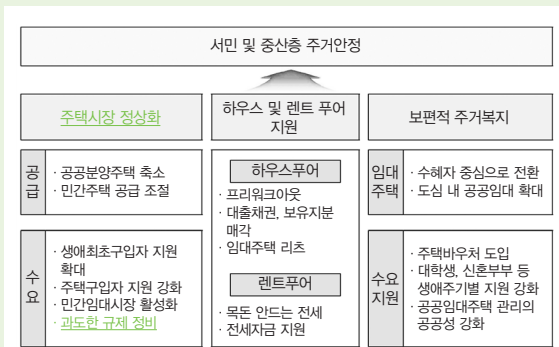 서민 및 중산층 주거안정
주택시장 정상화
하우스 및 렌트 푸어
지원
보편적 주거복지
공
급
· 공공분양주택 축소
· 민간주택 공급 조절
수
요
· 생애최초구입자 지원
확대
· 주택구입자 지원 강화
· 민간임대시장 활성화
· 과도한 규제 정비
하우스푸어
· 프리워크아웃
· 대출채권, 보유지분
매각
· 임대주택 리츠
렌트푸어
· 목돈 안드는 전세
· 전세자금 지원
임대
주택
· 수혜자 중심으로 전환
· 도심 내 공공임대 확대
수요
지원
· 주택바우처 도입
· 대학생, 신혼부부 등
생애주기별 지원 강화
· 공공임대주택 관리의
공공성 강화